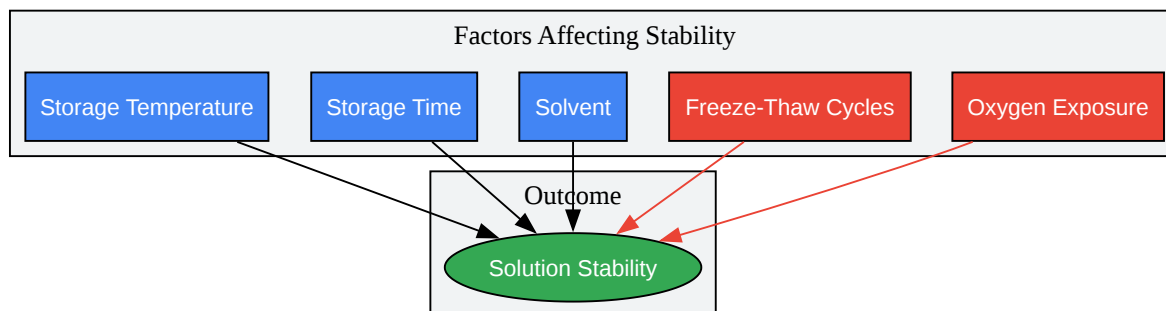 Factors Affecting Stability
Storage Temperature
Storage Time
Solvent
Freeze-Thaw Cycles
Oxygen Exposure
Outcome
Solution Stability